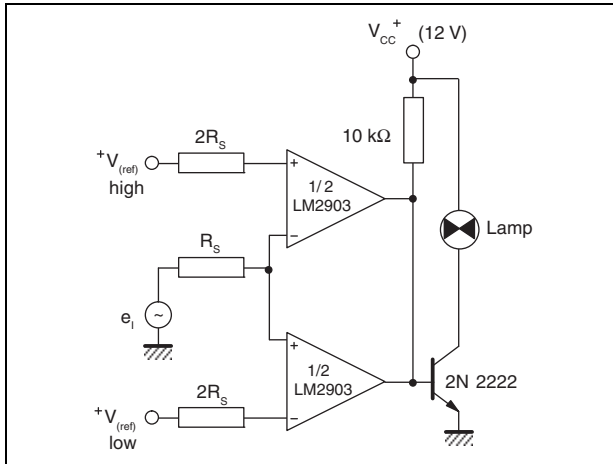 V_CC^+ (12 V)
2R_S
^+V_(ref)
high
10 kΩ
+
1/2
LM2903
−
R_S
Lamp
e_I
~
+
1/2
LM2903
−
2N 2222
2R_S
^+V_(ref)
low